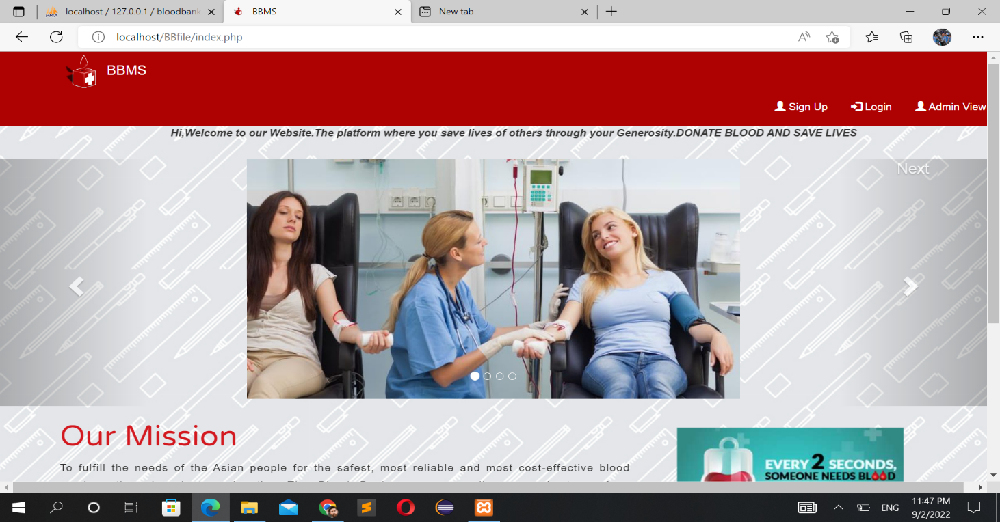 localhost / 127.0.0.1 / bloodbank
BBMS
New tab
localhost/BBfile/index.php
BBMS
Sign Up
Login
Admin View
Hi,Welcome to our Website.The platform where you save lives of others through your Generosity.DONATE BLOOD AND SAVE LIVES
Next
Our Mission
To fulfill the needs of the Asian people for the safest, most reliable and most cost-effective blood
EVERY 2 SECONDS,
SOMEONE NEEDS BLOOD
ENG
11:47 PM
9/2/2022